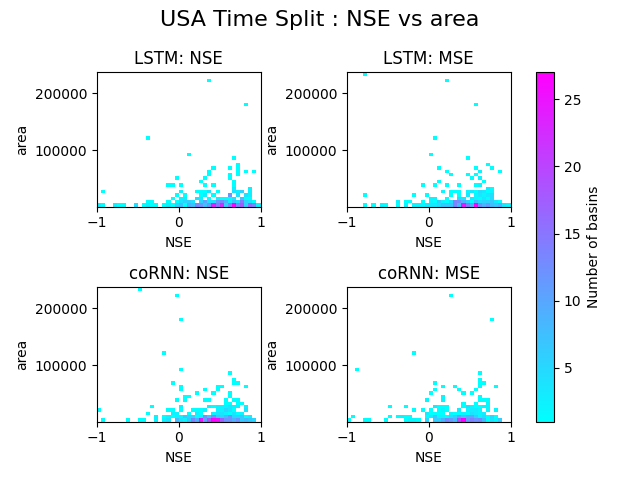 USA Time Split : NSE vs area
LSTM: NSE
LSTM: MSE
200000
100000
area
−1
0
1
NSE
200000
100000
area
−1
0
1
NSE
coRNN: NSE
coRNN: MSE
200000
100000
area
−1
0
1
NSE
200000
100000
area
−1
0
1
NSE
25
20
15
10
5
Number of basins